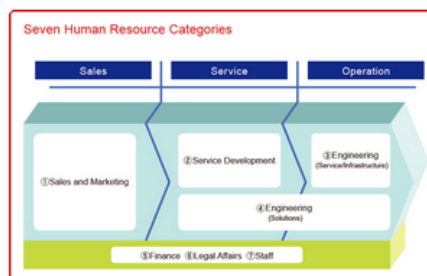 Seven Human Resource Categories
Sales
Service
Operation
①Sales and Marketing
②Service Development
③Engineering
(Service/Infrastructure)
④Engineering
(Solutions)
⑤Finance ⑥Legal Affairs ⑦Staff